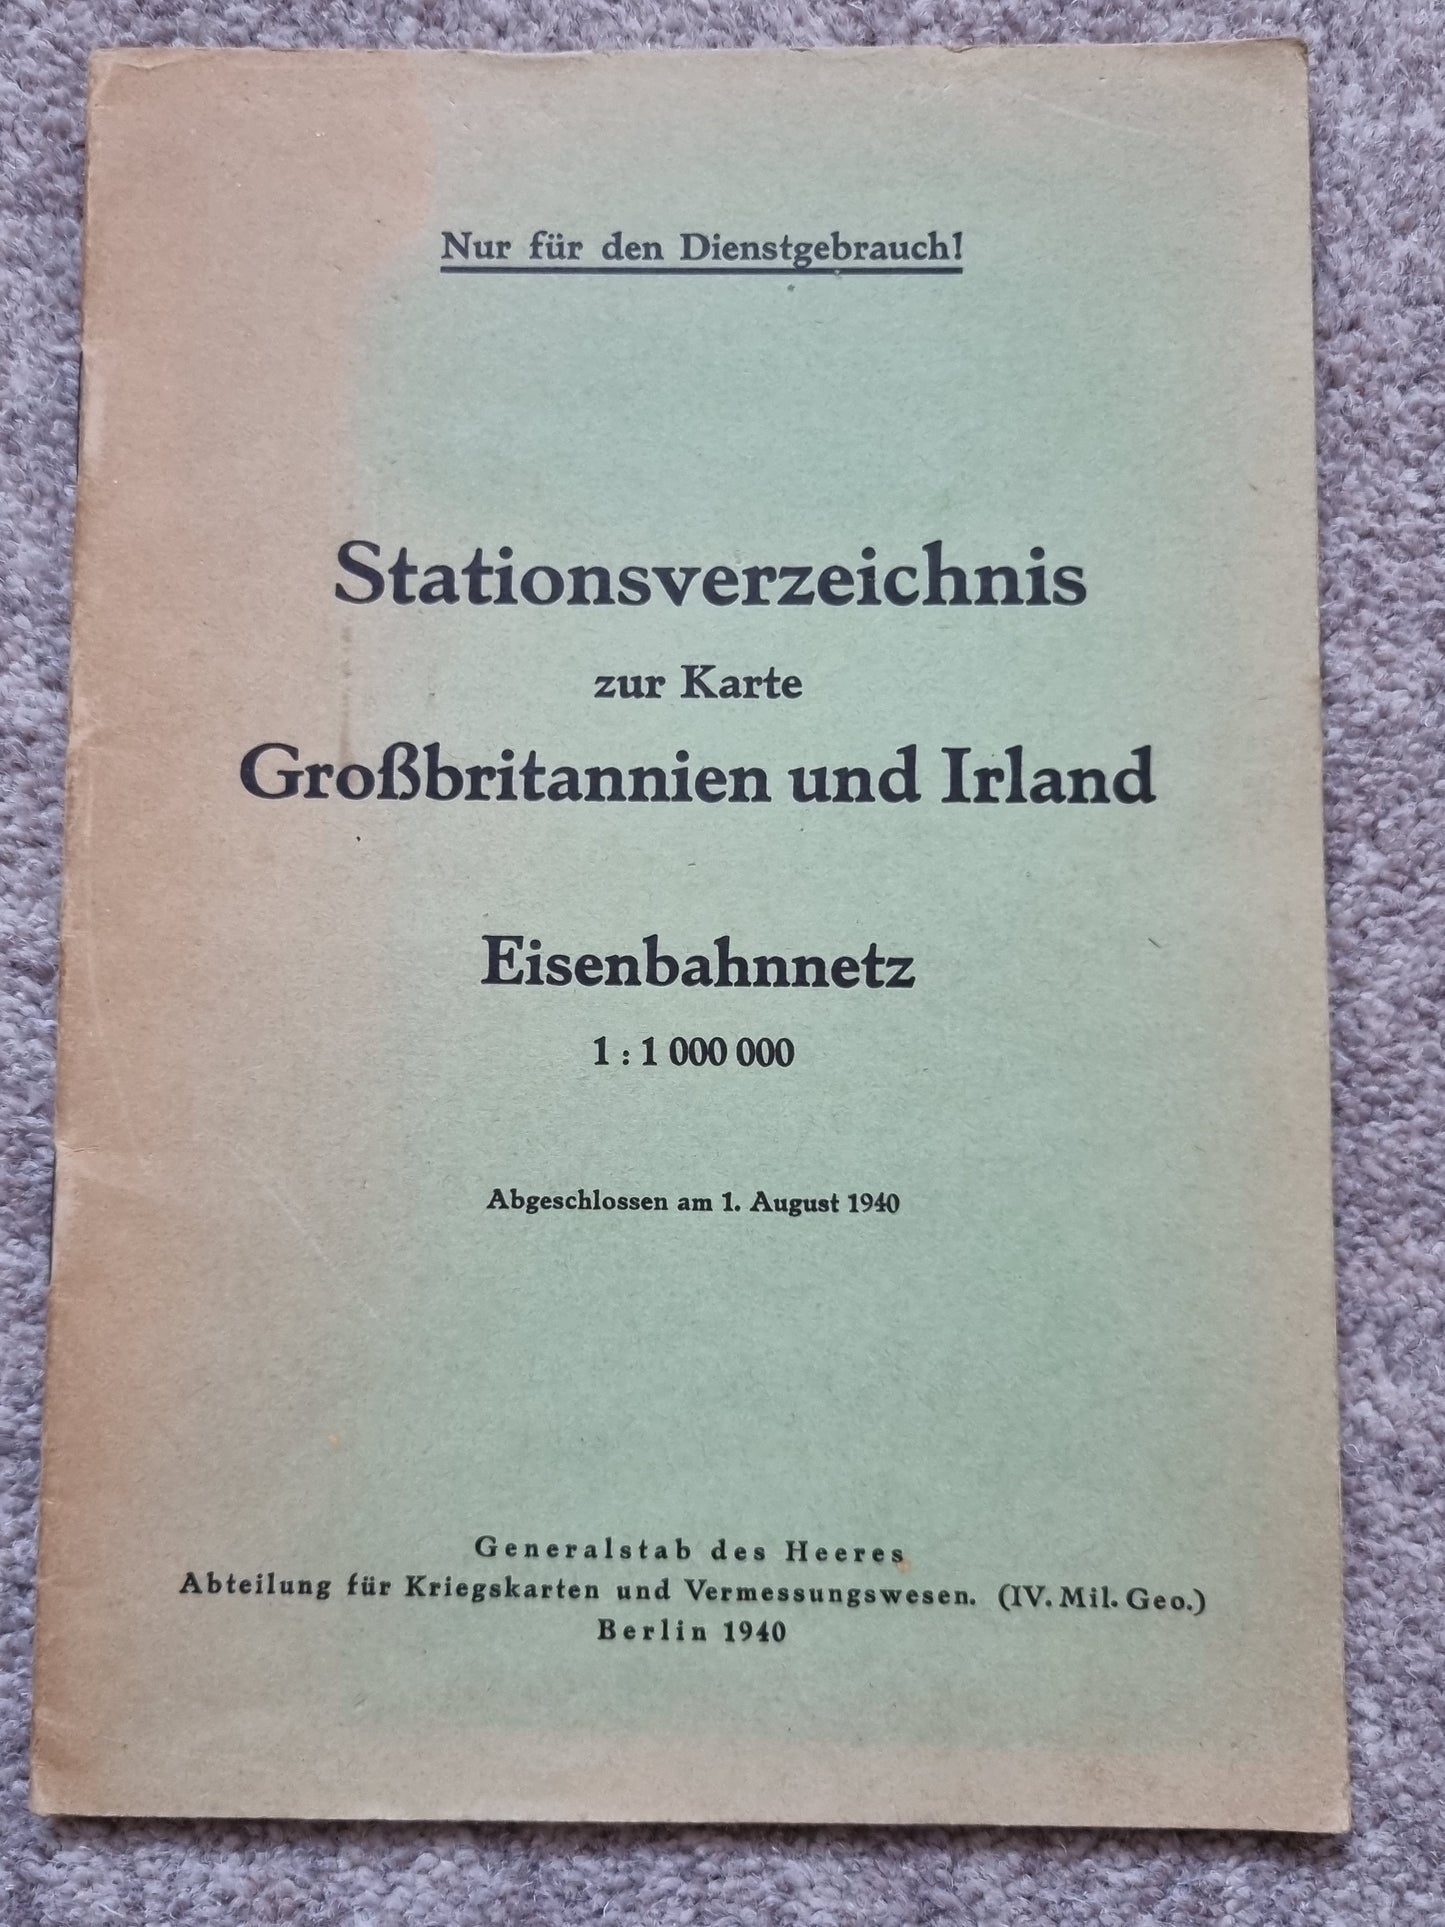 Nur für den Dienstgebrauch!
Stationsverzeichnis
zur Karte
Großbritannien und Irland
Eisenbahnnetz
1 : 1 000 000
Abgeschlossen am 1. August 1940
Generalstab des Heeres
Abteilung für Kriegskarten und Vermessungswesen. (IV. Mil. Geo.)
Berlin 1940